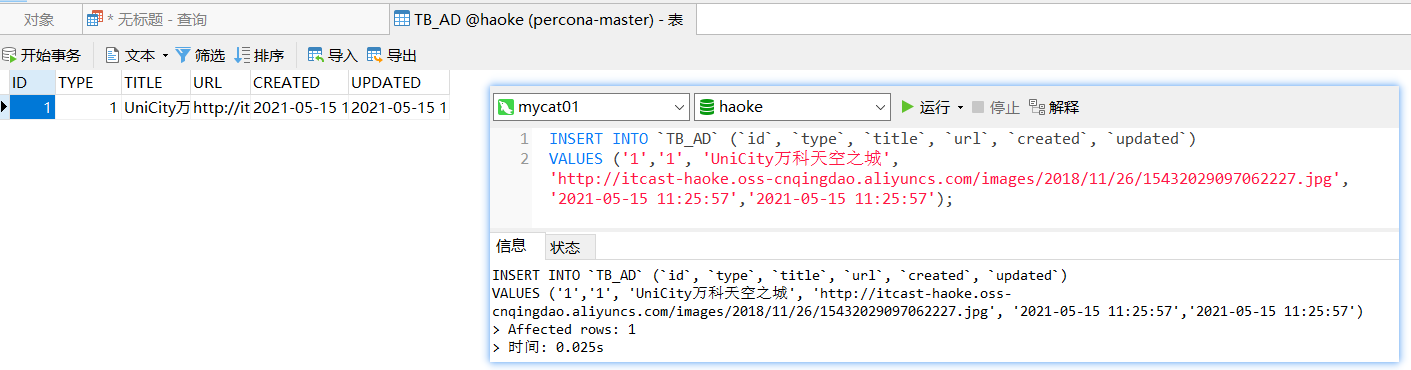 对象
* 无标题 - 查询
TB_AD @haoke (percona-master) - 表
开始事务
文本
筛选
排序
导入
导出
ID TYPE TITLE URL CREATED UPDATED
1 1 UniCity万 http://it 2021-05-15 1 2021-05-15 1
mycat01
haoke
运行
停止
解释
1 INSERT INTO `TB_AD` (`id`, `type`, `title`, `url`, `created`, `updated`)
2 VALUES ('1','1', 'UniCity万科天空之城',
'http://itcast-haoke.oss-cnqingdao.aliyuncs.com/images/2018/11/26/15432029097062227.jpg',
'2021-05-15 11:25:57','2021-05-15 11:25:57');
信息
状态
INSERT INTO `TB_AD` (`id`, `type`, `title`, `url`, `created`, `updated`)
VALUES ('1','1', 'UniCity万科天空之城', 'http://itcast-haoke.oss-
cnqingdao.aliyuncs.com/images/2018/11/26/15432029097062227.jpg', '2021-05-15 11:25:57','2021-05-15 11:25:57')
> Affected rows: 1
> 时间: 0.025s